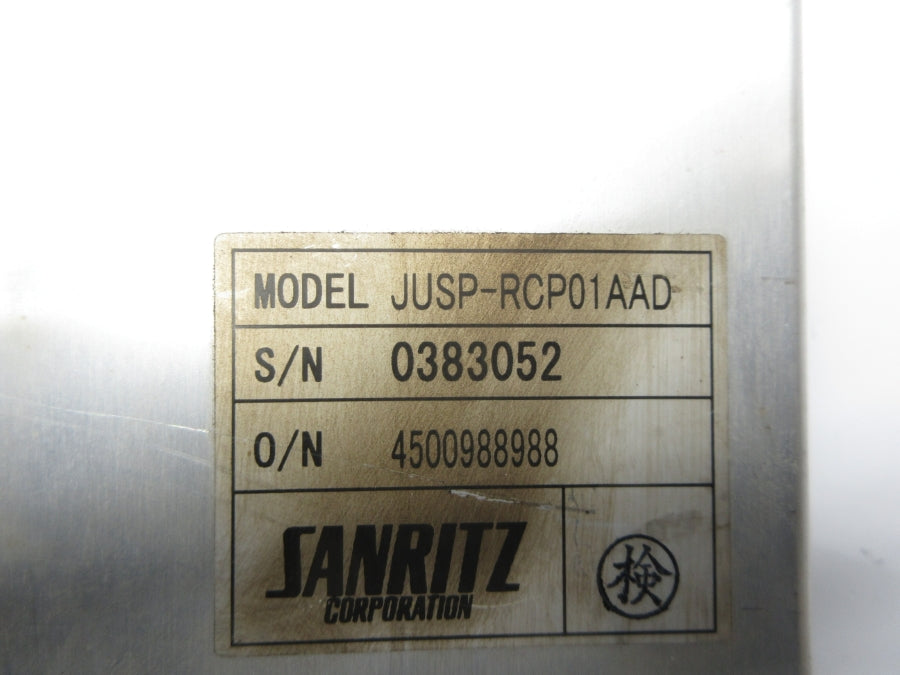 MODEL JUSP-RCP01AAD
S/N 0383052
O/N 4500988988
SANRITZ
CORPORATION
検